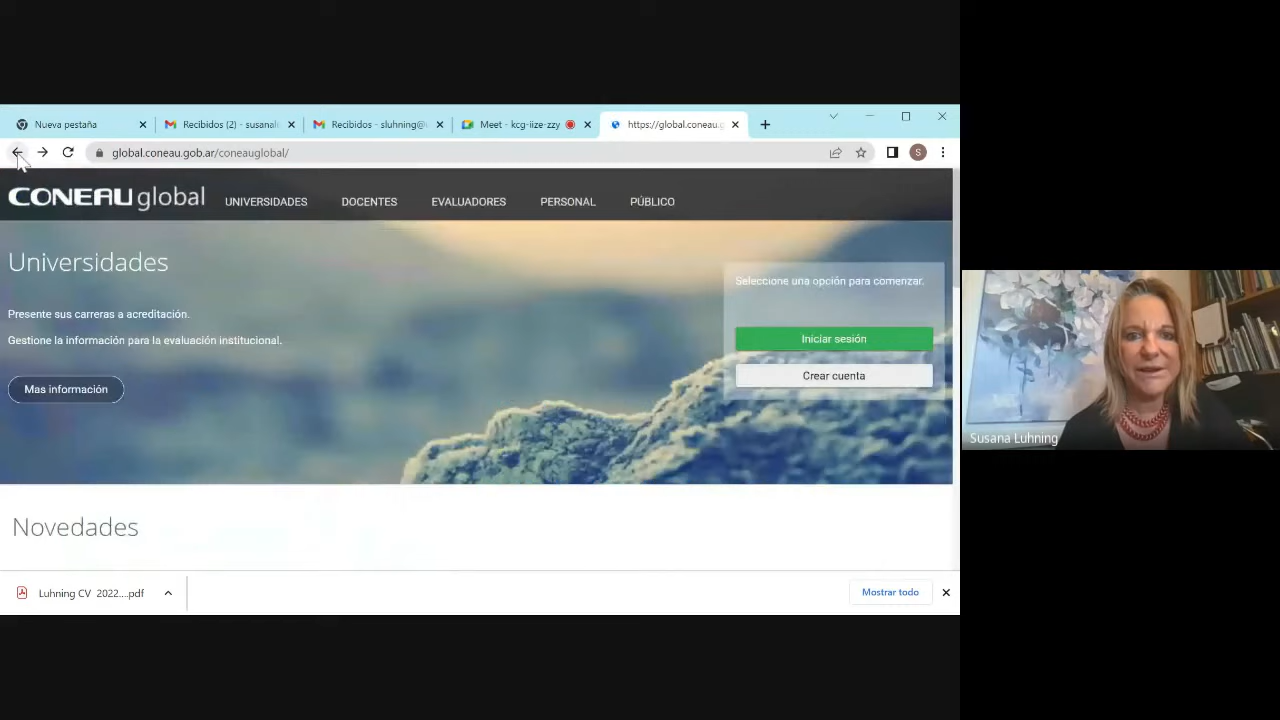 Nueva pestaña
Recibidos (2) - susanal
Recibidos - sluhning@
Meet - kcg-iize-zzy
https://global.coneau.g
global.coneau.gob.ar/coneauglobal/
S
CONEAU global
UNIVERSIDADES
DOCENTES
EVALUADORES
PERSONAL
PÚBLICO
Universidades
Presente sus carreras a acreditación.
Gestione la información para la evaluación institucional.
Mas información
Seleccione una opción para comenzar.
Iniciar sesión
Crear cuenta
Novedades
Luhning CV 2022....pdf
Mostrar todo
Susana Luhning